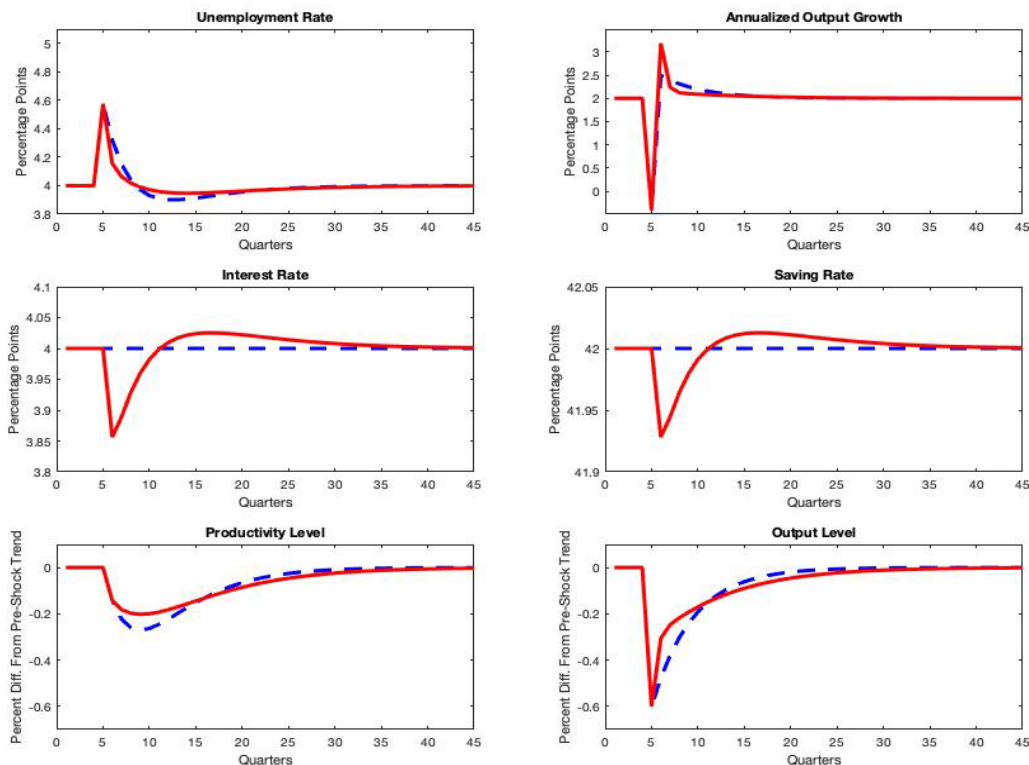 Unemployment Rate
Percentage Points
5
4.8
4.6
4.4
4.2
4
3.8
0 5 10 15 20 25 30 35 40 45
Quarters
Annualized Output Growth
Percentage Points
3
2.5
2
1.5
1
0.5
0
0 5 10 15 20 25 30 35 40 45
Quarters
Interest Rate
Percentage Points
4.1
4.05
4
3.95
3.9
3.85
3.8
0 5 10 15 20 25 30 35 40 45
Quarters
Saving Rate
Percentage Points
42.05
42
41.95
41.9
0 5 10 15 20 25 30 35 40 45
Quarters
Productivity Level
Percent Diff. From Pre-Shock Trend
0
-0.2
-0.4
-0.6
0 5 10 15 20 25 30 35 40 45
Quarters
Output Level
Percent Diff. From Pre-Shock Trend
0
-0.2
-0.4
-0.6
0 5 10 15 20 25 30 35 40 45
Quarters